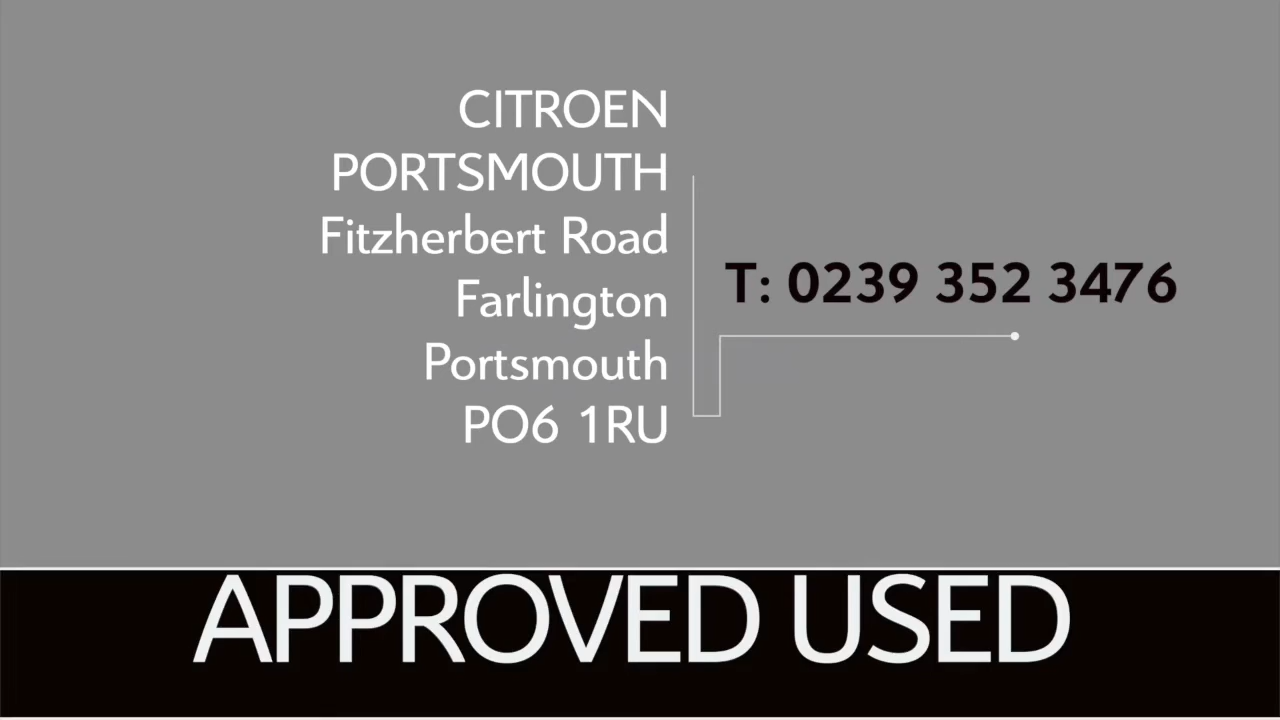 CITROEN
PORTSMOUTH
Fitzherbert Road
Farlington
Portsmouth
PO6 1RU
T: 0239 352 3476
APPROVED USED